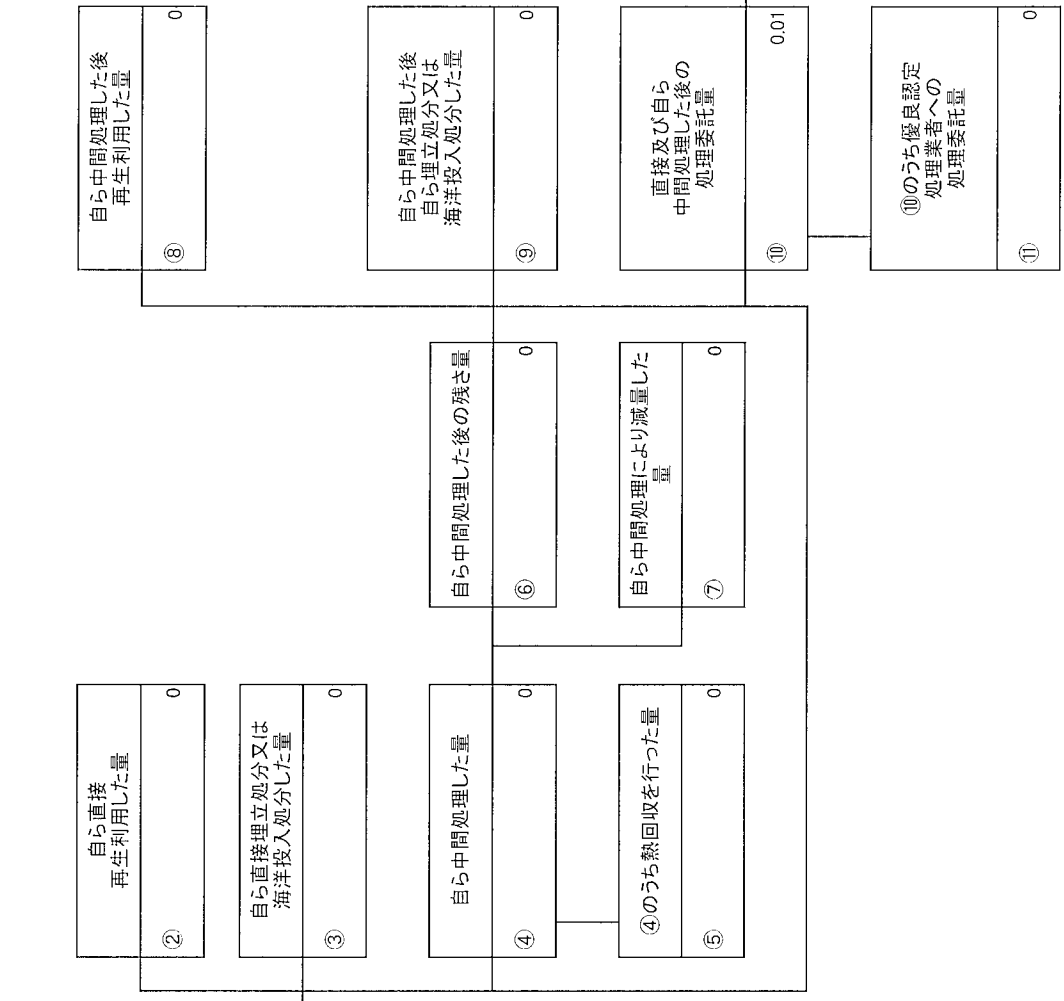 自ら直接
再生利用した量
② 0
自ら直接埋立処分又は
海洋投入処分した量
③ 0
自ら中間処理した量
④ 0
④のうち熱回収を行った量
⑤ 0
自ら中間処理した後の残さ量
⑥ 0
自ら中間処理により減量した
量
⑦ 0
自ら中間処理した後
再生利用した量
⑧ 0
自ら中間処理した後
自ら埋立処分又は
海洋投入処分した量
⑨ 0
直接及び自ら
中間処理した後の
処理委託量
⑩ 0.01
⑩のうち優良認定
処理業者への
処理委託量
⑪ 0